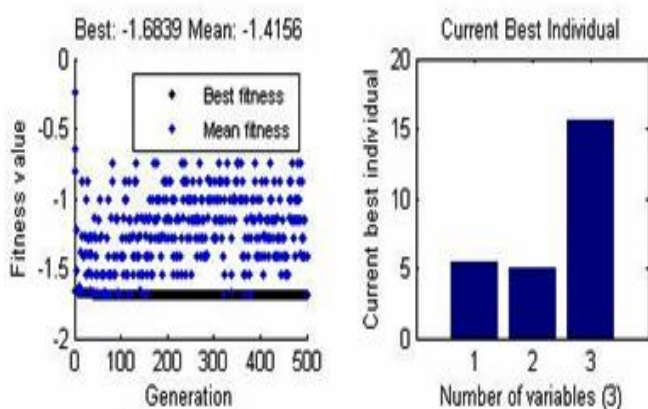 Best: -1.6839 Mean: -1.4156
0
-0.5
-1
-1.5
-2
Fitness value
Best fitness
Mean fitness
0 100 200 300 400 500
Generation
Current Best Individual
20
15
10
5
0
Current best individual
1 2 3
Number of variables (3)